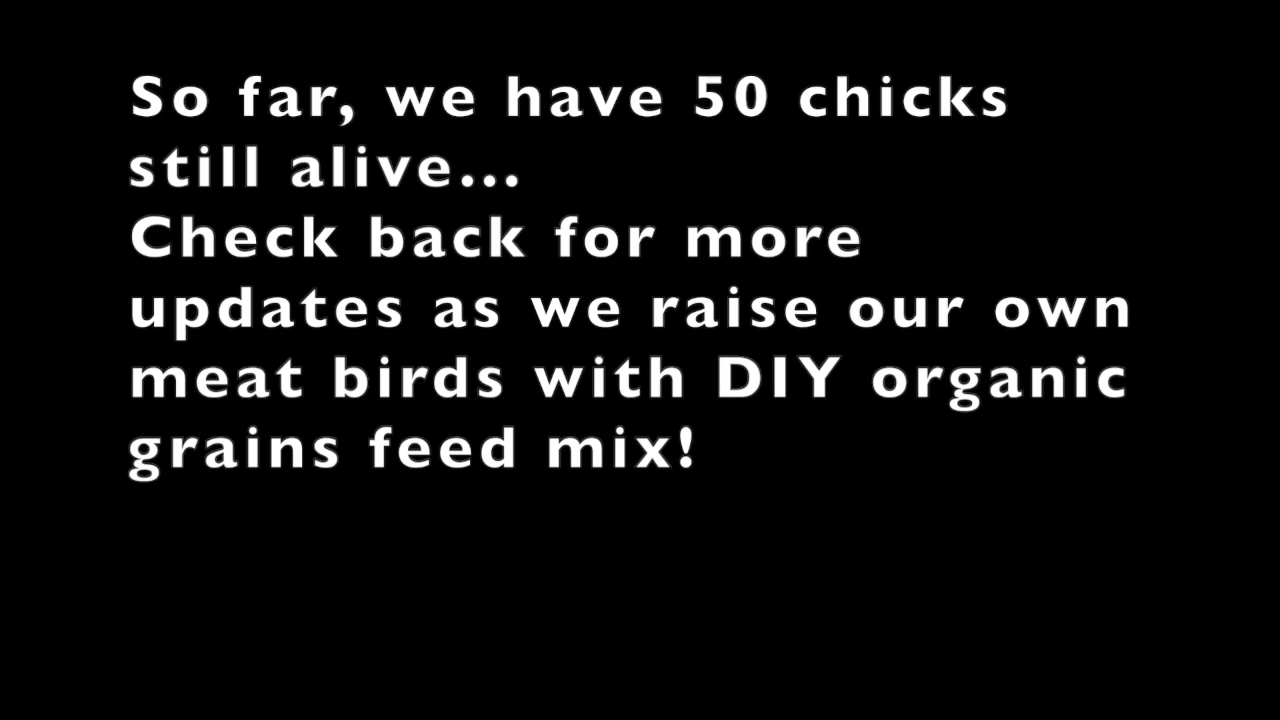 So far, we have 50 chicks
still alive...
Check back for more
updates as we raise our own
meat birds with DIY organic
grains feed mix!